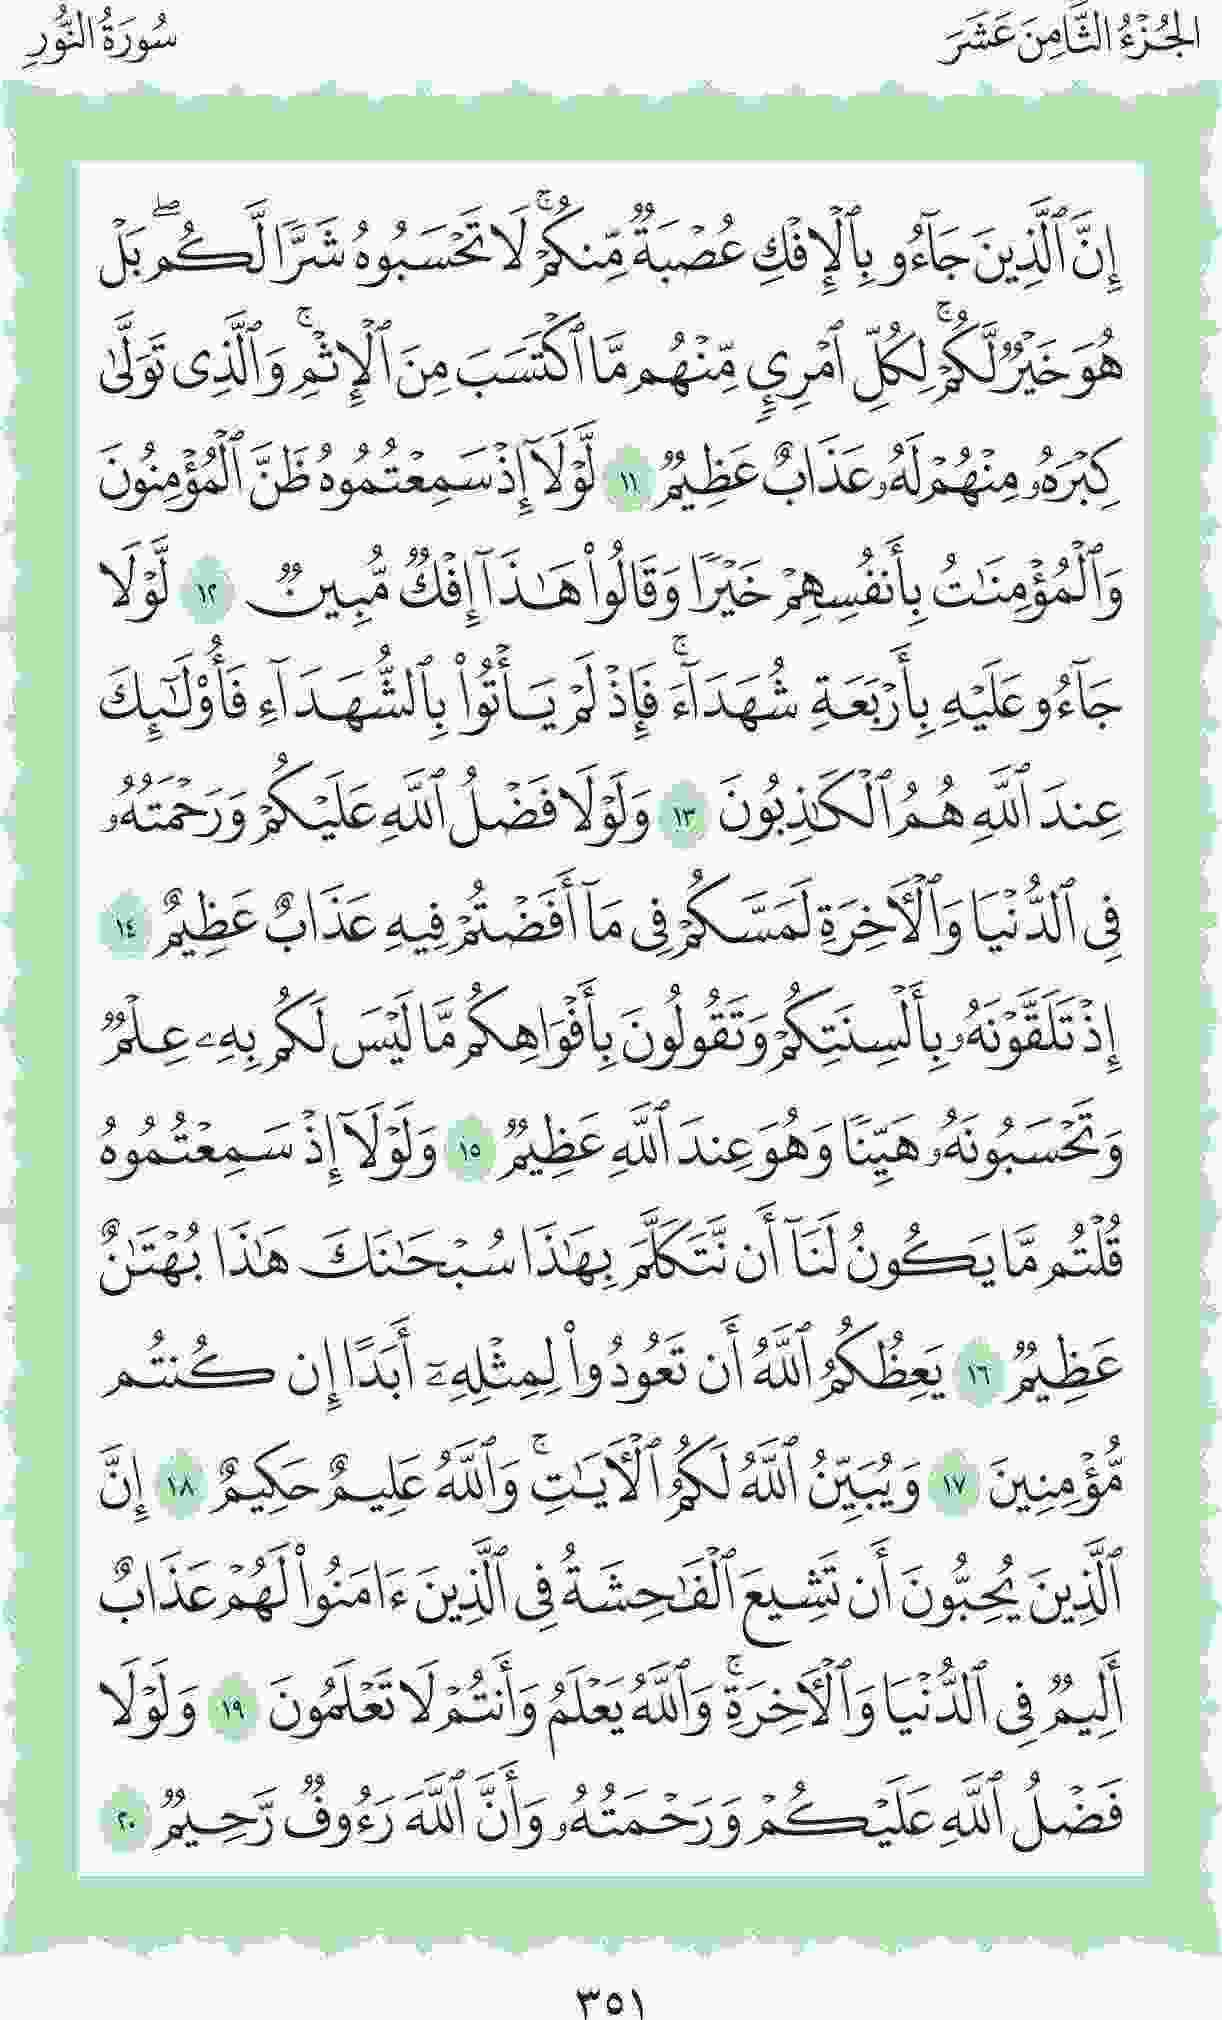 الجُزْءُ الثَّامِنَ عَشَرَ
سُورَةُ النُّورِ
إِنَّ ٱلَّذِينَ جَآءُو بِٱلْإِفْكِ عُصْبَةٌ مِّنكُمْۚ لَا تَحْسَبُوهُ شَرًّا لَّكُمۖ بَلْ
هُوَ خَيْرٌ لَّكُمْۚ لِكُلِّ ٱمْرِئٍ مِّنْهُم مَّا ٱكْتَسَبَ مِنَ ٱلْإِثْمِۚ وَٱلَّذِى تَوَلَّىٰ
كِبْرَهُۥ مِنْهُمْ لَهُۥ عَذَابٌ عَظِيمٌ ١١ لَّوْلَآ إِذْ سَمِعْتُمُوهُ ظَنَّ ٱلْمُؤْمِنُونَ
وَٱلْمُؤْمِنَٰتُ بِأَنفُسِهِمْ خَيْرًا وَقَالُوا۟ هَٰذَآ إِفْكٌ مُّبِينٌ ١٢ لَّوْلَا
جَآءُو عَلَيْهِ بِأَرْبَعَةِ شُهَدَآءَۚ فَإِذْ لَمْ يَأْتُوا۟ بِٱلشُّهَدَآءِ فَأُو۟لَٰٓئِكَ
عِندَ ٱللَّهِ هُمُ ٱلْكَٰذِبُونَ ١٣ وَلَوْلَا فَضْلُ ٱللَّهِ عَلَيْكُمْ وَرَحْمَتُهُۥ
فِى ٱلدُّنْيَا وَٱلْأَخِرَةِ لَمَسَّكُمْ فِى مَآ أَفَضْتُمْ فِيهِ عَذَابٌ عَظِيمٌ ١٤
إِذْ تَلَقَّوْنَهُۥ بِأَلْسِنَتِكُمْ وَتَقُولُونَ بِأَفْوَاهِكُم مَّا لَيْسَ لَكُم بِهِۦ عِلْمٌ
وَتَحْسَبُونَهُۥ هَيِّنًا وَهُوَ عِندَ ٱللَّهِ عَظِيمٌ ١٥ وَلَوْلَآ إِذْ سَمِعْتُمُوهُ
قُلْتُم مَّا يَكُونُ لَنَآ أَن نَّتَكَلَّمَ بِهَٰذَا سُبْحَٰنَكَ هَٰذَا بُهْتَٰنٌ
عَظِيمٌ ١٦ يَعِظُكُمُ ٱللَّهُ أَن تَعُودُوا۟ لِمِثْلِهِۦٓ أَبَدًا إِن كُنتُم
مُّؤْمِنِينَ ١٧ وَيُبَيِّنُ ٱللَّهُ لَكُمُ ٱلْأَيَٰتِۚ وَٱللَّهُ عَلِيمٌ حَكِيمٌ ١٨ إِنَّ
ٱلَّذِينَ يُحِبُّونَ أَن تَشِيعَ ٱلْفَٰحِشَةُ فِى ٱلَّذِينَ ءَامَنُوا۟ لَهُمْ عَذَابٌ
أَلِيمٌ فِى ٱلدُّنْيَا وَٱلْأَخِرَةِۚ وَٱللَّهُ يَعْلَمُ وَأَنتُمْ لَا تَعْلَمُونَ ١٩ وَلَوْلَا
فَضْلُ ٱللَّهِ عَلَيْكُمْ وَرَحْمَتُهُۥ وَأَنَّ ٱللَّهَ رَءُوفٌ رَّحِيمٌ ٢٠
٣٥١